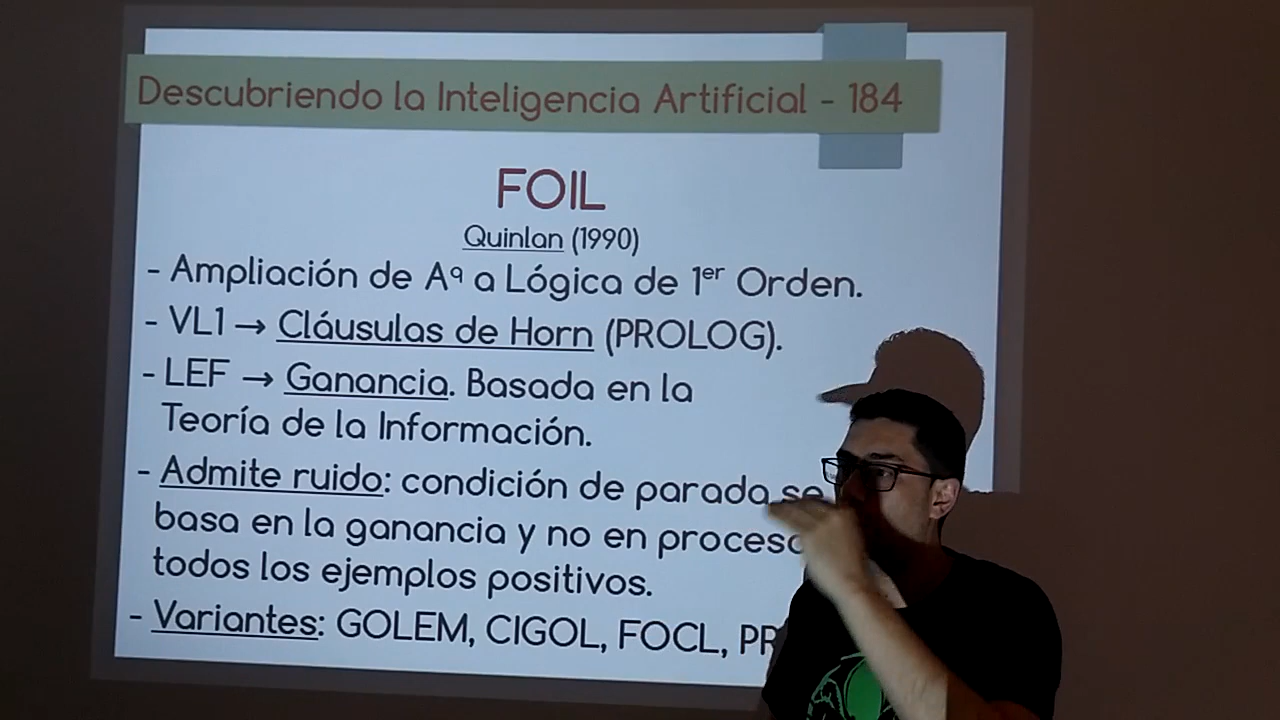 Descubriendo la Inteligencia Artificial - 184
FOIL
Quinlan (1990)
- Ampliación de Aq a Lógica de 1er Orden.
- VL1 → Cláusulas de Horn (PROLOG).
- LEF → Ganancia. Basada en la
Teoría de la Información.
- Admite ruido: condición de parada se
basa en la ganancia y no en
todos los ejemplos positivos.
- Variantes: GOLEM, CIGOL, FOCL,